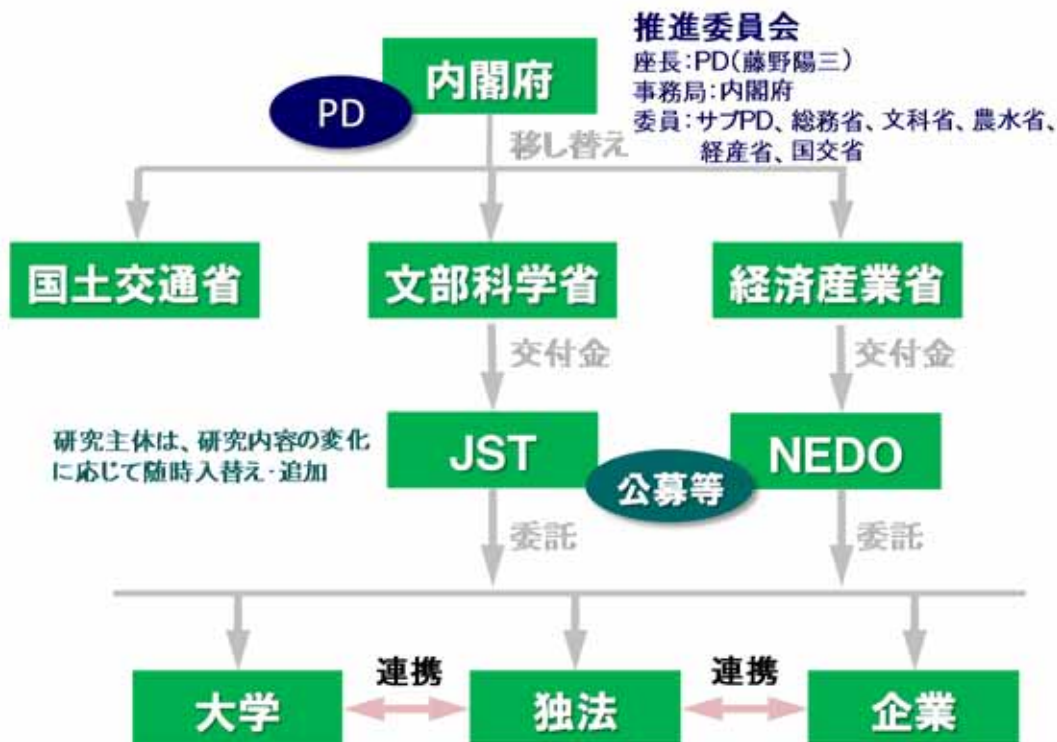 推進委員会
座長:PD(藤野陽三)
事務局:内閣府
委員:サブPD、総務省、文科省、農水省、
経産省、国交省
内閣府
PD
移し替え
国土交通省
文部科学省
経済産業省
交付金
交付金
研究主体は、研究内容の変化
に応じて随時入替え・追加
JST
NEDO
公募等
委託
委託
連携
連携
大学
独法
企業